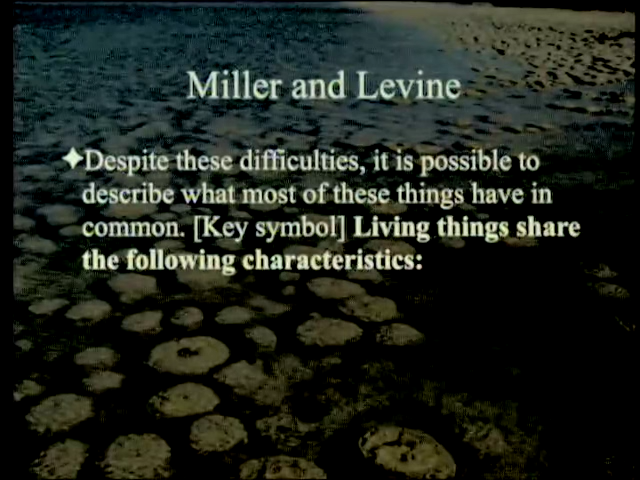 Miller and Levine
✦Despite these difficulties, it is possible to
describe what most of these things have in
common. [Key symbol] Living things share
the following characteristics: